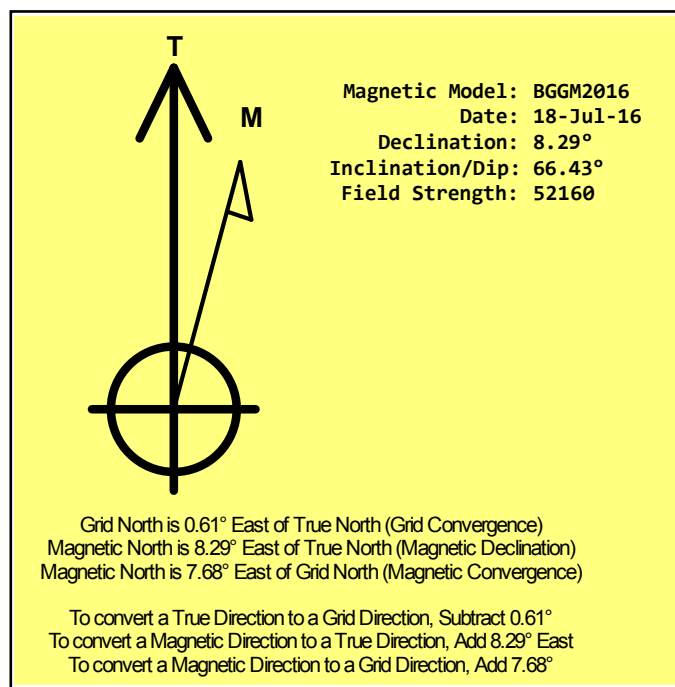 T
M
Magnetic Model: BGGM2016
Date: 18-Jul-16
Declination: 8.29°
Inclination/Dip: 66.43°
Field Strength: 52160
Grid North is 0.61° East of True North (Grid Convergence)
Magnetic North is 8.29° East of True North (Magnetic Declination)
Magnetic North is 7.68° East of Grid North (Magnetic Convergence)
To convert a True Direction to a Grid Direction, Subtract 0.61°
To convert a Magnetic Direction to a True Direction, Add 8.29° East
To convert a Magnetic Direction to a Grid Direction, Add 7.68°